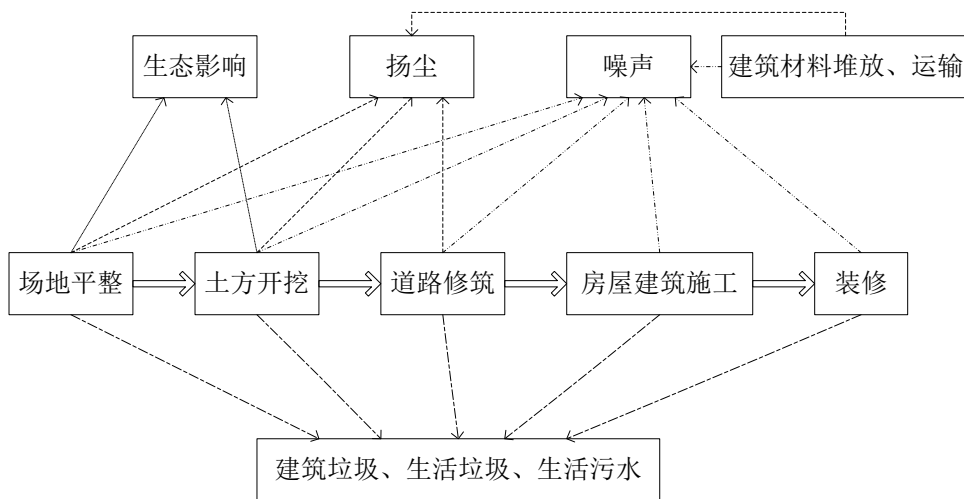 生态影响
扬尘
噪声
建筑材料堆放、运输
场地平整
土方开挖
道路修筑
房屋建筑施工
装修
建筑垃圾、生活垃圾、生活污水